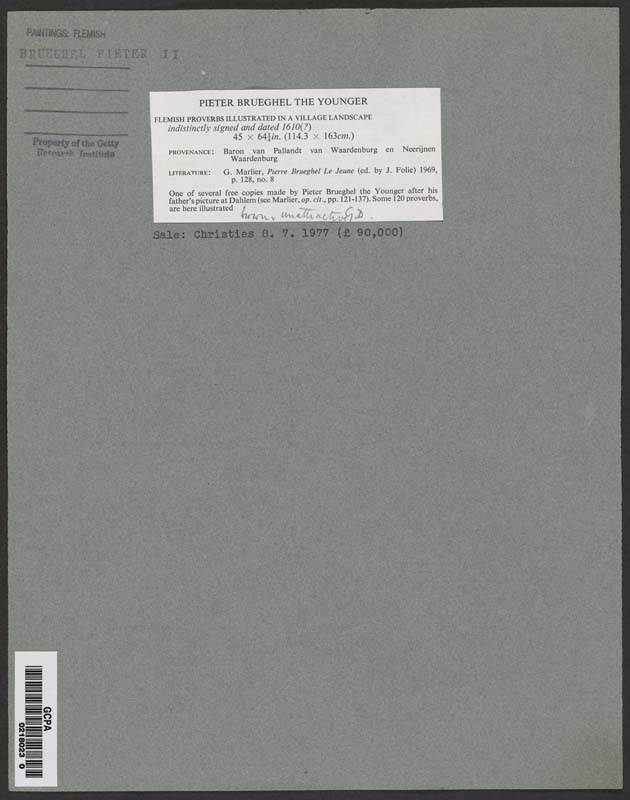 PAINTINGS: FLEMISH
BRUEGHEL PIETER II
Property of the Getty
Research Institute
PIETER BRUEGHEL THE YOUNGER
FLEMISH PROVERBS ILLUSTRATED IN A VILLAGE LANDSCAPE
indistinctly signed and dated 1610(?)
45 × 64¼in. (114.3 × 163cm.)
PROVENANCE: Baron van Pallandt van Waardenburg en Neerijnen
Waardenburg
LITERATURE: G. Marlier, Pierre Brueghel Le Jeune (ed. by J. Folie) 1969,
p. 128, no. 8
One of several free copies made by Pieter Brueghel the Younger after his
father's picture at Dahlem (see Marlier, op. cit., pp. 121-137). Some 120 proverbs,
are here illustrated brown & unattractive
Sale: Christies 8. 7. 1977 (£ 90,000)
GCPA
0218023 0